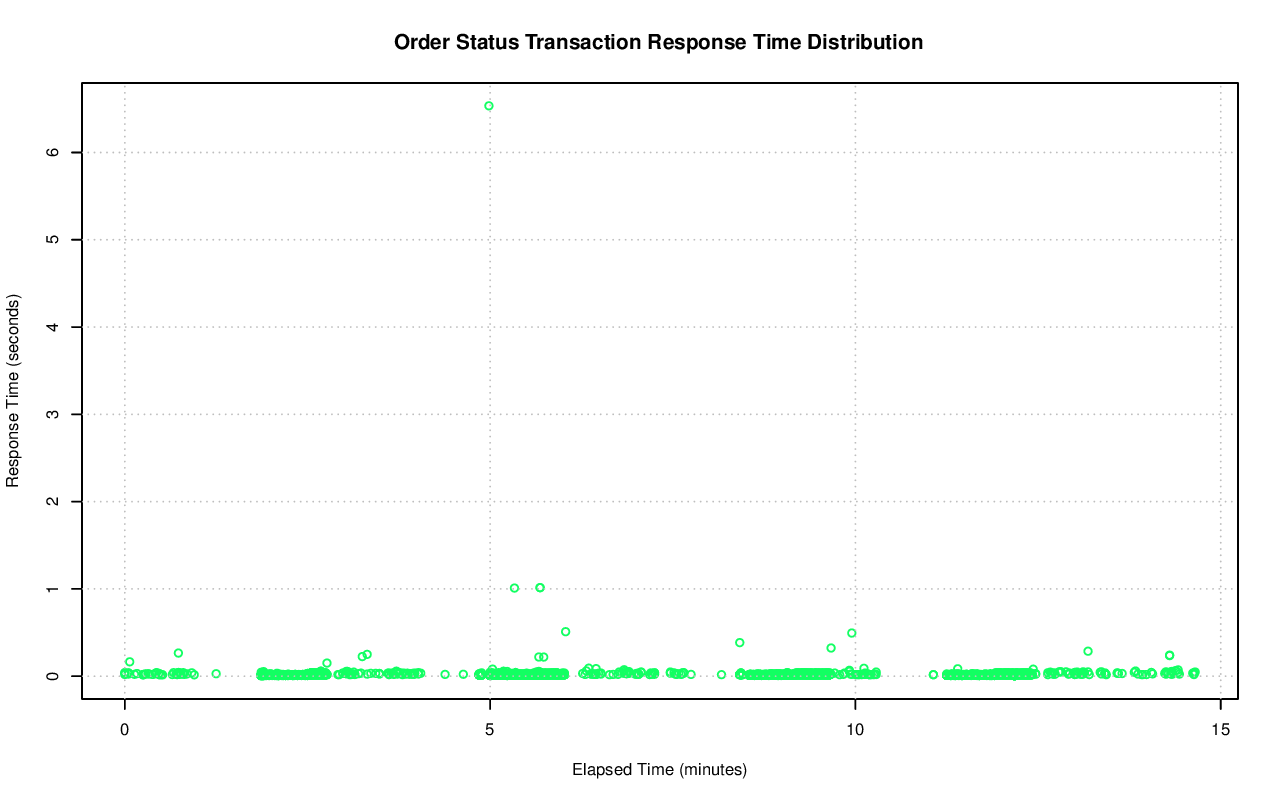 Order Status Transaction Response Time Distribution
Response Time (seconds)
6
5
4
3
2
1
0
0 5 10 15
Elapsed Time (minutes)